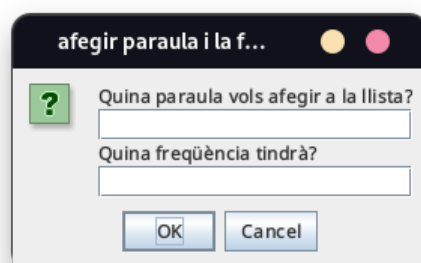 afegir paraula i la f...
Quina paraula vols afegir a la llista?
Quina freqüència tindrà?
OK Cancel